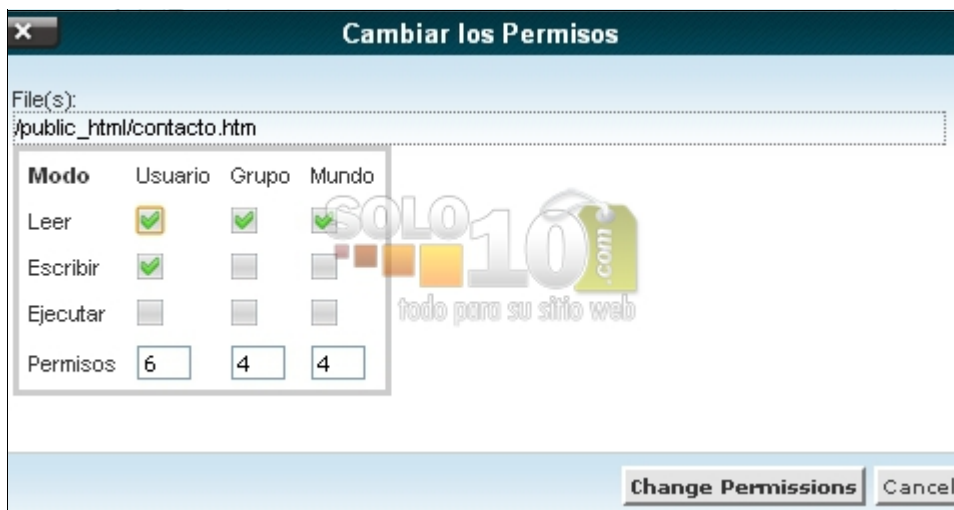 Cambiar los Permisos
File(s):
/public_html/contacto.htm
Modo Usuario Grupo Mundo
Leer
Escribir
Ejecutar
Permisos 6 4 4
SOLO10.com
todo para su sitio web
Change Permissions Cancel